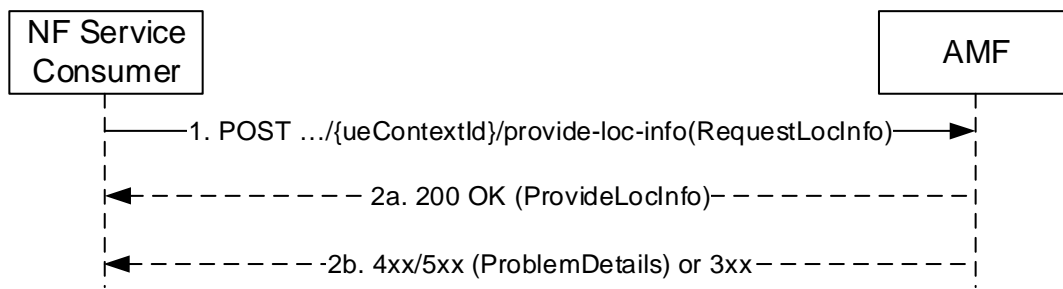 NF Service
Consumer
AMF
1. POST …/{ueContextId}/provide-loc-info(RequestLocInfo)
2a. 200 OK (ProvideLocInfo)
2b. 4xx/5xx (ProblemDetails) or 3xx